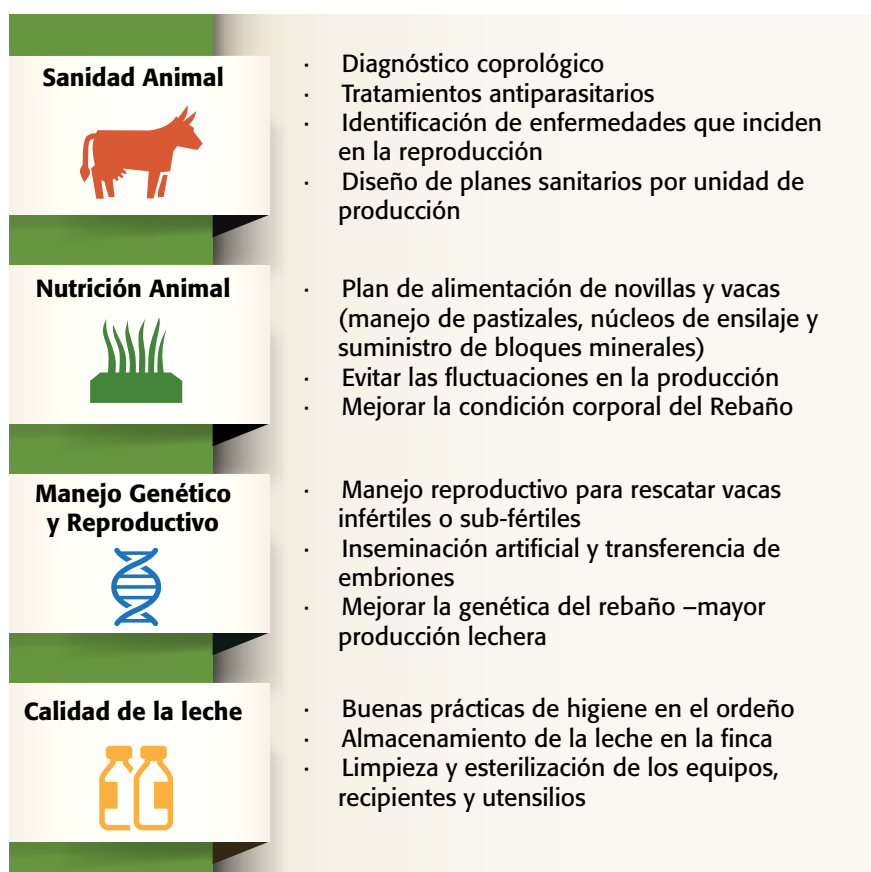 Sanidad Animal
· Diagnóstico coprológico
· Tratamientos antiparasitarios
· Identificación de enfermedades que inciden
en la reproducción
· Diseño de planes sanitarios por unidad de
producción
Nutrición Animal
· Plan de alimentación de novillas y vacas
(manejo de pastizales, núcleos de ensilaje y
suministro de bloques minerales)
· Evitar las fluctuaciones en la producción
· Mejorar la condición corporal del Rebaño
Manejo Genético
y Reproductivo
· Manejo reproductivo para rescatar vacas
infértiles o sub-fértiles
· Inseminación artificial y transferencia de
embriones
· Mejorar la genética del rebaño –mayor
producción lechera
Calidad de la leche
· Buenas prácticas de higiene en el ordeño
· Almacenamiento de la leche en la finca
· Limpieza y esterilización de los equipos,
recipientes y utensilios